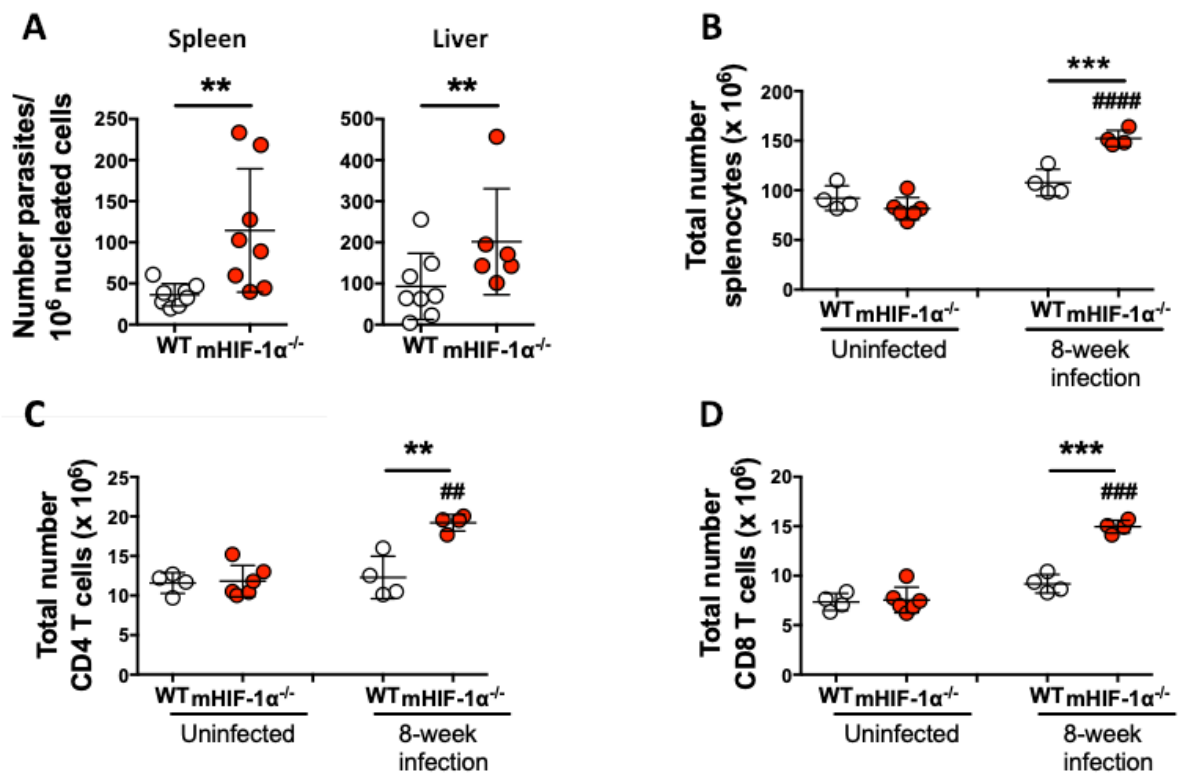 A
Spleen
Liver
Number parasites/
10⁶ nucleated cells
**
250
200
150
100
50
0
WT mHIF-1α⁻/⁻
**
500
400
300
200
100
0
WT mHIF-1α⁻/⁻
B
Total number
splenocytes (x 10⁶)
***
####
200
150
100
50
0
WT mHIF-1α⁻/⁻ WT mHIF-1α⁻/⁻
Uninfected 8-week
infection
C
Total number
CD4 T cells (x 10⁶)
**
##
25
20
15
10
5
0
WT mHIF-1α⁻/⁻ WT mHIF-1α⁻/⁻
Uninfected 8-week
infection
D
Total number
CD8 T cells (x 10⁶)
***
###
20
15
10
5
0
WT mHIF-1α⁻/⁻ WT mHIF-1α⁻/⁻
Uninfected 8-week
infection